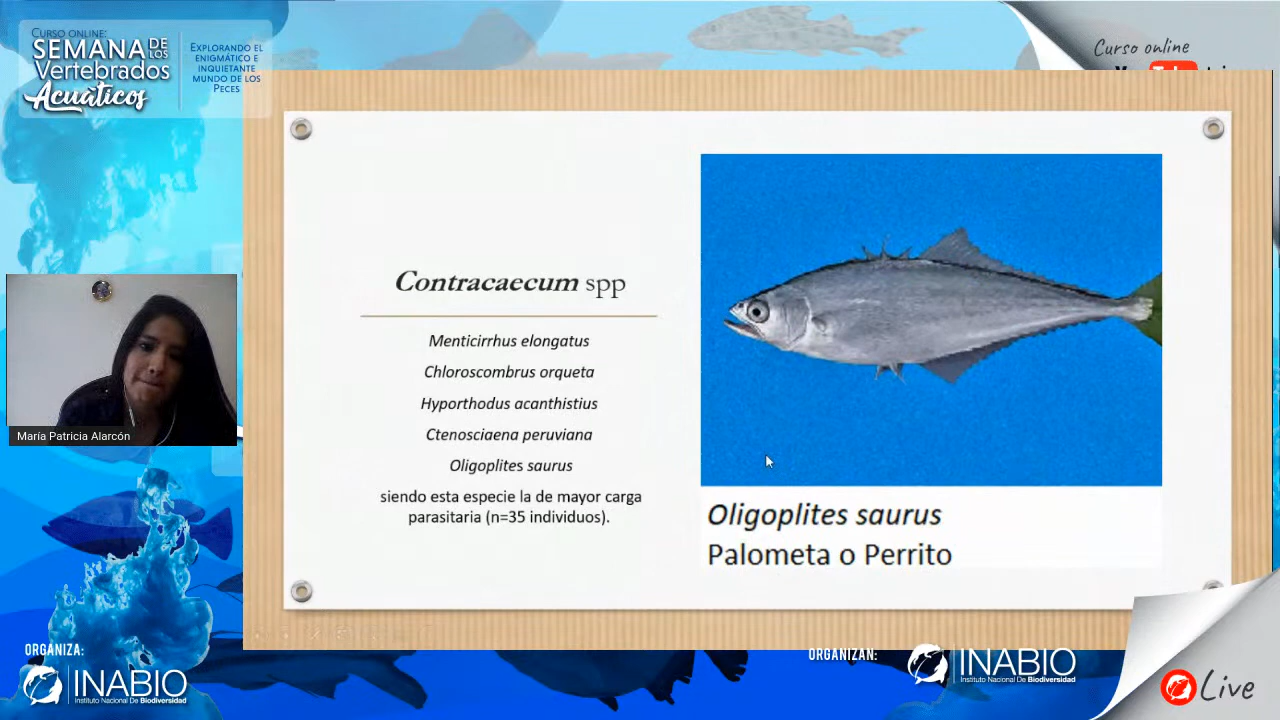 CURSO ONLINE:
SEMANA DE LOS
Vertebrados
Acuáticos
EXPLORANDO EL
ENIGMÁTICO E
INQUIETANTE
MUNDO DE LOS
PECES
Curso online
Contracaecum spp
Menticirrhus elongatus
Chloroscombrus orqueta
Hyporthodus acanthistius
Ctenosciaena peruviana
Oligoplites saurus
siendo esta especie la de mayor carga
parasitaria (n=35 individuos).
Oligoplites saurus
Palometa o Perrito
María Patricia Alarcón
ORGANIZA:
INABIO
Instituto Nacional De Biodiversidad
ORGANIZAN:
INABIO
Instituto Nacional De Biodiversidad
Live